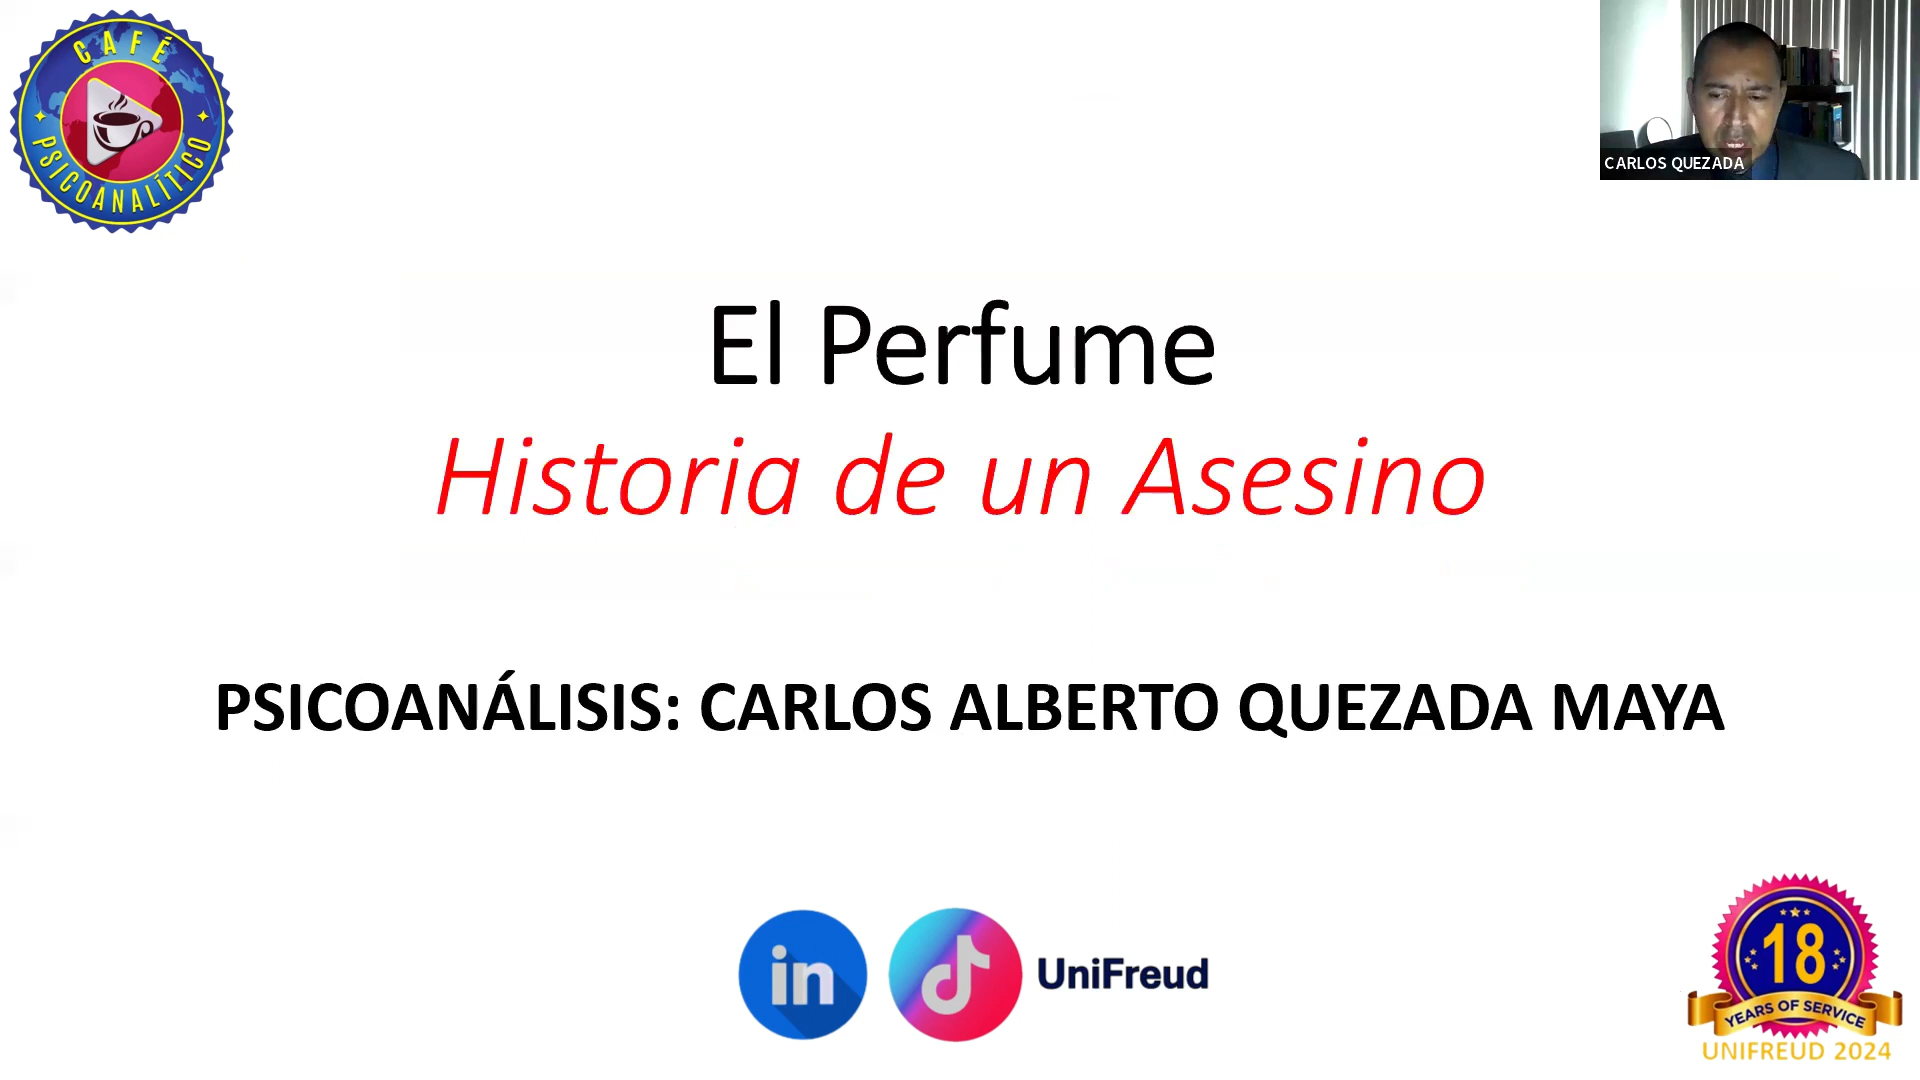 CAFÉ
PSICOANALÍTICO
CARLOS QUEZADA
El Perfume
Historia de un Asesino
PSICOANÁLISIS: CARLOS ALBERTO QUEZADA MAYA
in
UniFreud
18
YEARS OF SERVICE
UNIFREUD 2024